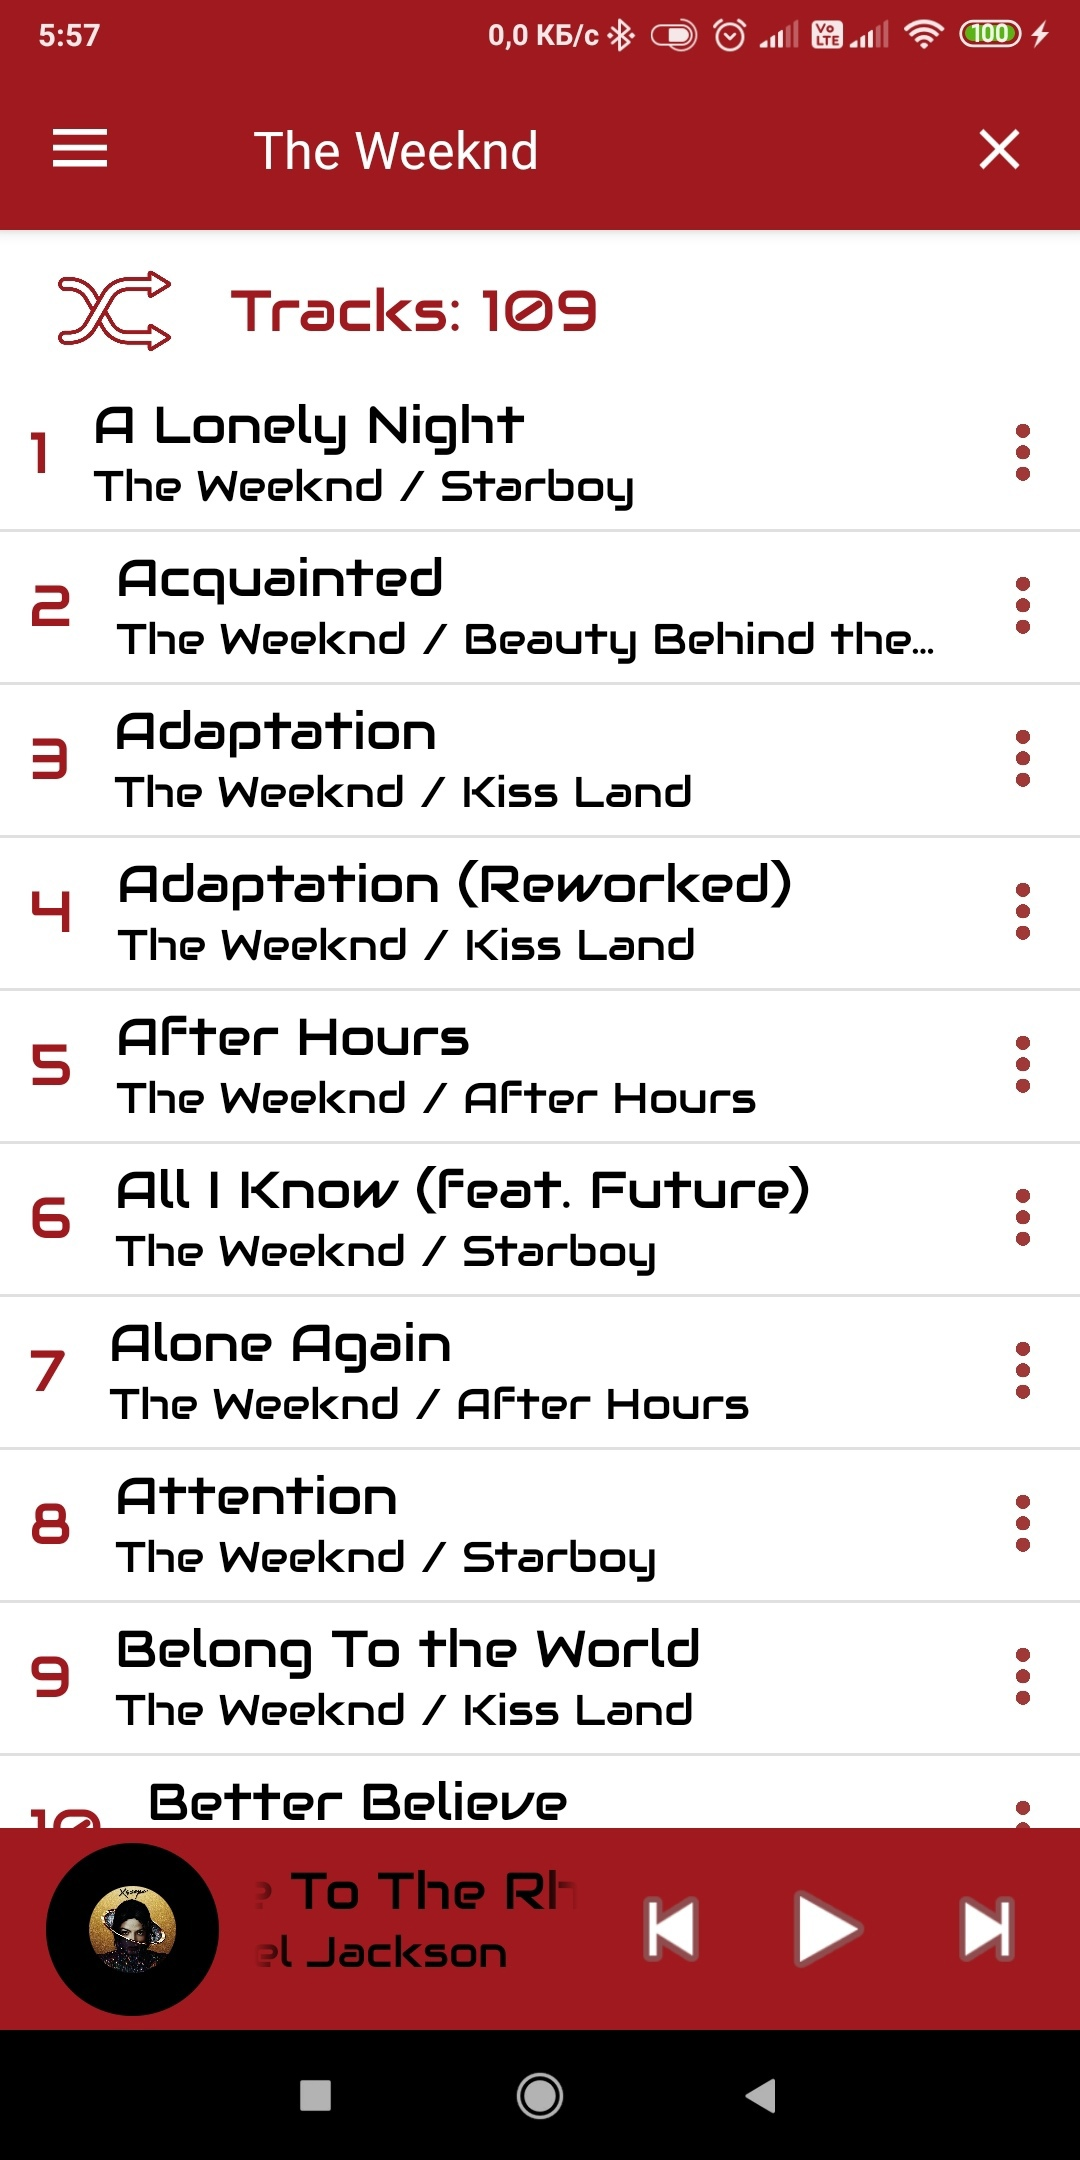 5:57 0,0 КБ/с Vo LTE 100
The Weeknd
Tracks: 109
1 A Lonely Night
The Weeknd / Starboy
2 Acquainted
The Weeknd / Beauty Behind the...
3 Adaptation
The Weeknd / Kiss Land
4 Adaptation (Reworked)
The Weeknd / Kiss Land
5 After Hours
The Weeknd / After Hours
6 All I Know (feat. Future)
The Weeknd / Starboy
7 Alone Again
The Weeknd / After Hours
8 Attention
The Weeknd / Starboy
9 Belong To the World
The Weeknd / Kiss Land
10 Better Believe
To The
Jackson